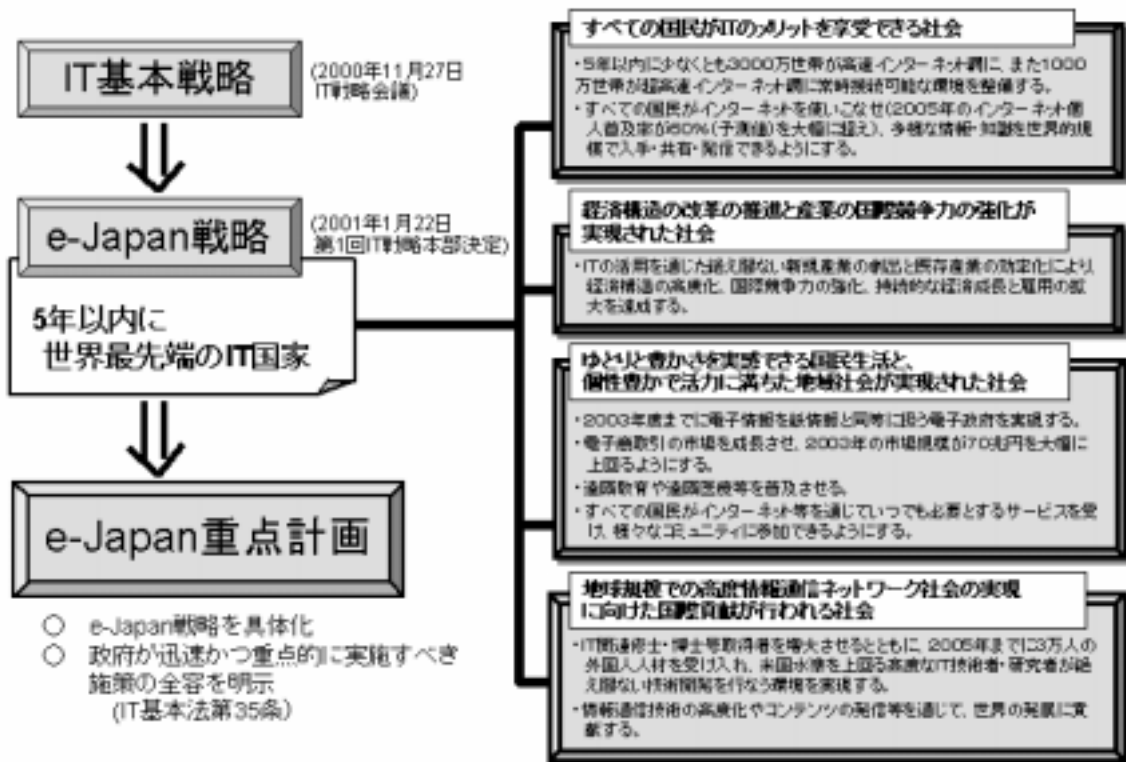 IT基本戦略
(2000年11月27日
IT戦略会議)
e-Japan戦略
(2001年1月22日
第1回IT戦略本部決定)
5年以内に
世界最先端のIT国家
e-Japan重点計画
○ e-Japan戦略を具体化
○ 政府が迅速かつ重点的に実施すべき
施策の全容を明示
(IT基本法第35条)
すべての国民がITのメリットを享受できる社会
・5年以内に少なくとも3000万世帯が高速インターネット網に、また1000
万世帯が超高速インターネット網に常時接続可能な環境を整備する。
・すべての国民がインターネットを使いこなせ(2005年のインターネット個
人普及率が60%(予測値)を大幅に超え)、多様な情報・知識を世界的規
模で入手・共有・発信できるようにする。
経済構造の改革の推進と産業の国際競争力の強化が
実現された社会
・ITの活用を通じた絶え間ない新規産業の創出と既存産業の効率化により、
経済構造の高度化、国際競争力の強化、持続的な経済成長と雇用の拡
大を達成する。
ゆとりと豊かさを実感できる国民生活と、
個性豊かで活力に満ちた地域社会が実現された社会
・2003年度までに電子情報を紙情報と同等に扱う電子政府を実現する。
・電子商取引の市場を成長させ、2003年の市場規模が70兆円を大幅に
上回るようにする。
・遠隔教育や遠隔医療等を普及させる。
・すべての国民がインターネット等を通じていつでも必要とするサービスを受
け、様々なコミュニティに参加できるようにする。
地球規模での高度情報通信ネットワーク社会の実現
に向けた国際貢献が行われる社会
・IT関連修士・博士号取得者を増大させるとともに、2005年までに3万人の
外国人人材を受け入れ、米国水準を上回る高度なIT技術者・研究者が絶
え間ない技術開発を行なう環境を実現する。
・情報通信技術の高度化やコンテンツの発信等を通じて、世界の発展に貢
献する。